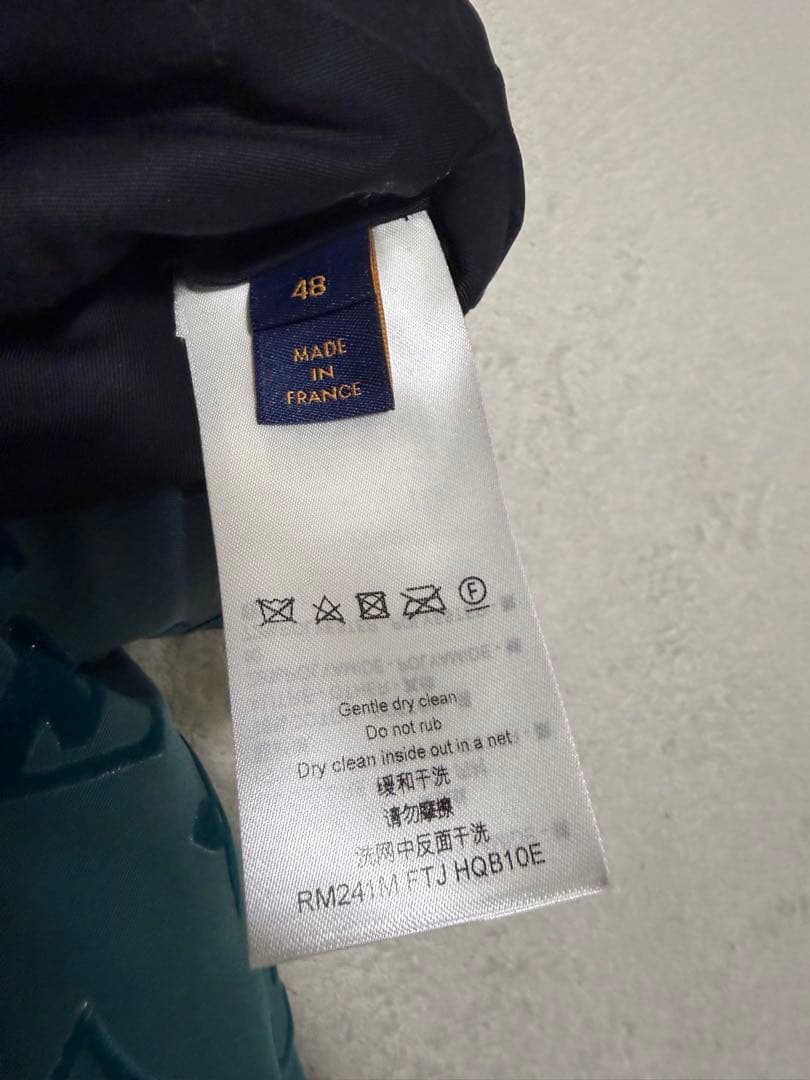 48
MADE
IN
FRANCE
F
Gentle dry clean
Do not rub
Dry clean inside out in a net
缓和干洗
请勿摩擦
洗网中反面干洗
RM241M FTJ HQB10E